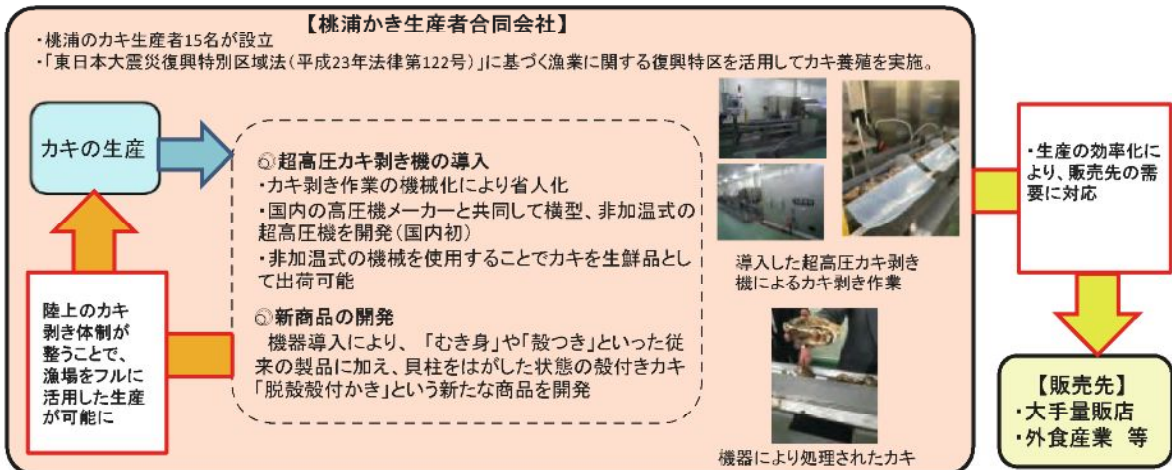 【桃浦かき生産者合同会社】
・桃浦のカキ生産者15名が設立
・「東日本大震災復興特別区域法(平成23年法律第122号)」に基づく漁業に関する復興特区を活用してカキ養殖を実施。
カキの生産
◎超高圧カキ剥き機の導入
・カキ剥き作業の機械化により省人化
・国内の高圧機メーカーと共同して横型、非加温式の
超高圧機を開発(国内初)
・非加温式の機械を使用することでカキを生鮮品とし
て出荷可能
◎新商品の開発
機器導入により、「むき身」や「殻つき」といった従
来の製品に加え、貝柱をはがした状態の殻付きカキ
「脱殻殻付かき」という新たな商品を開発
陸上のカキ
剥き体制が
整うことで、
漁場をフルに
活用した生産
が可能に
導入した超高圧カキ剥き
機によるカキ剥き作業
機器により処理されたカキ
・生産の効率化に
より、販売先の需
要に対応
【販売先】
・大手量販店
・外食産業 等